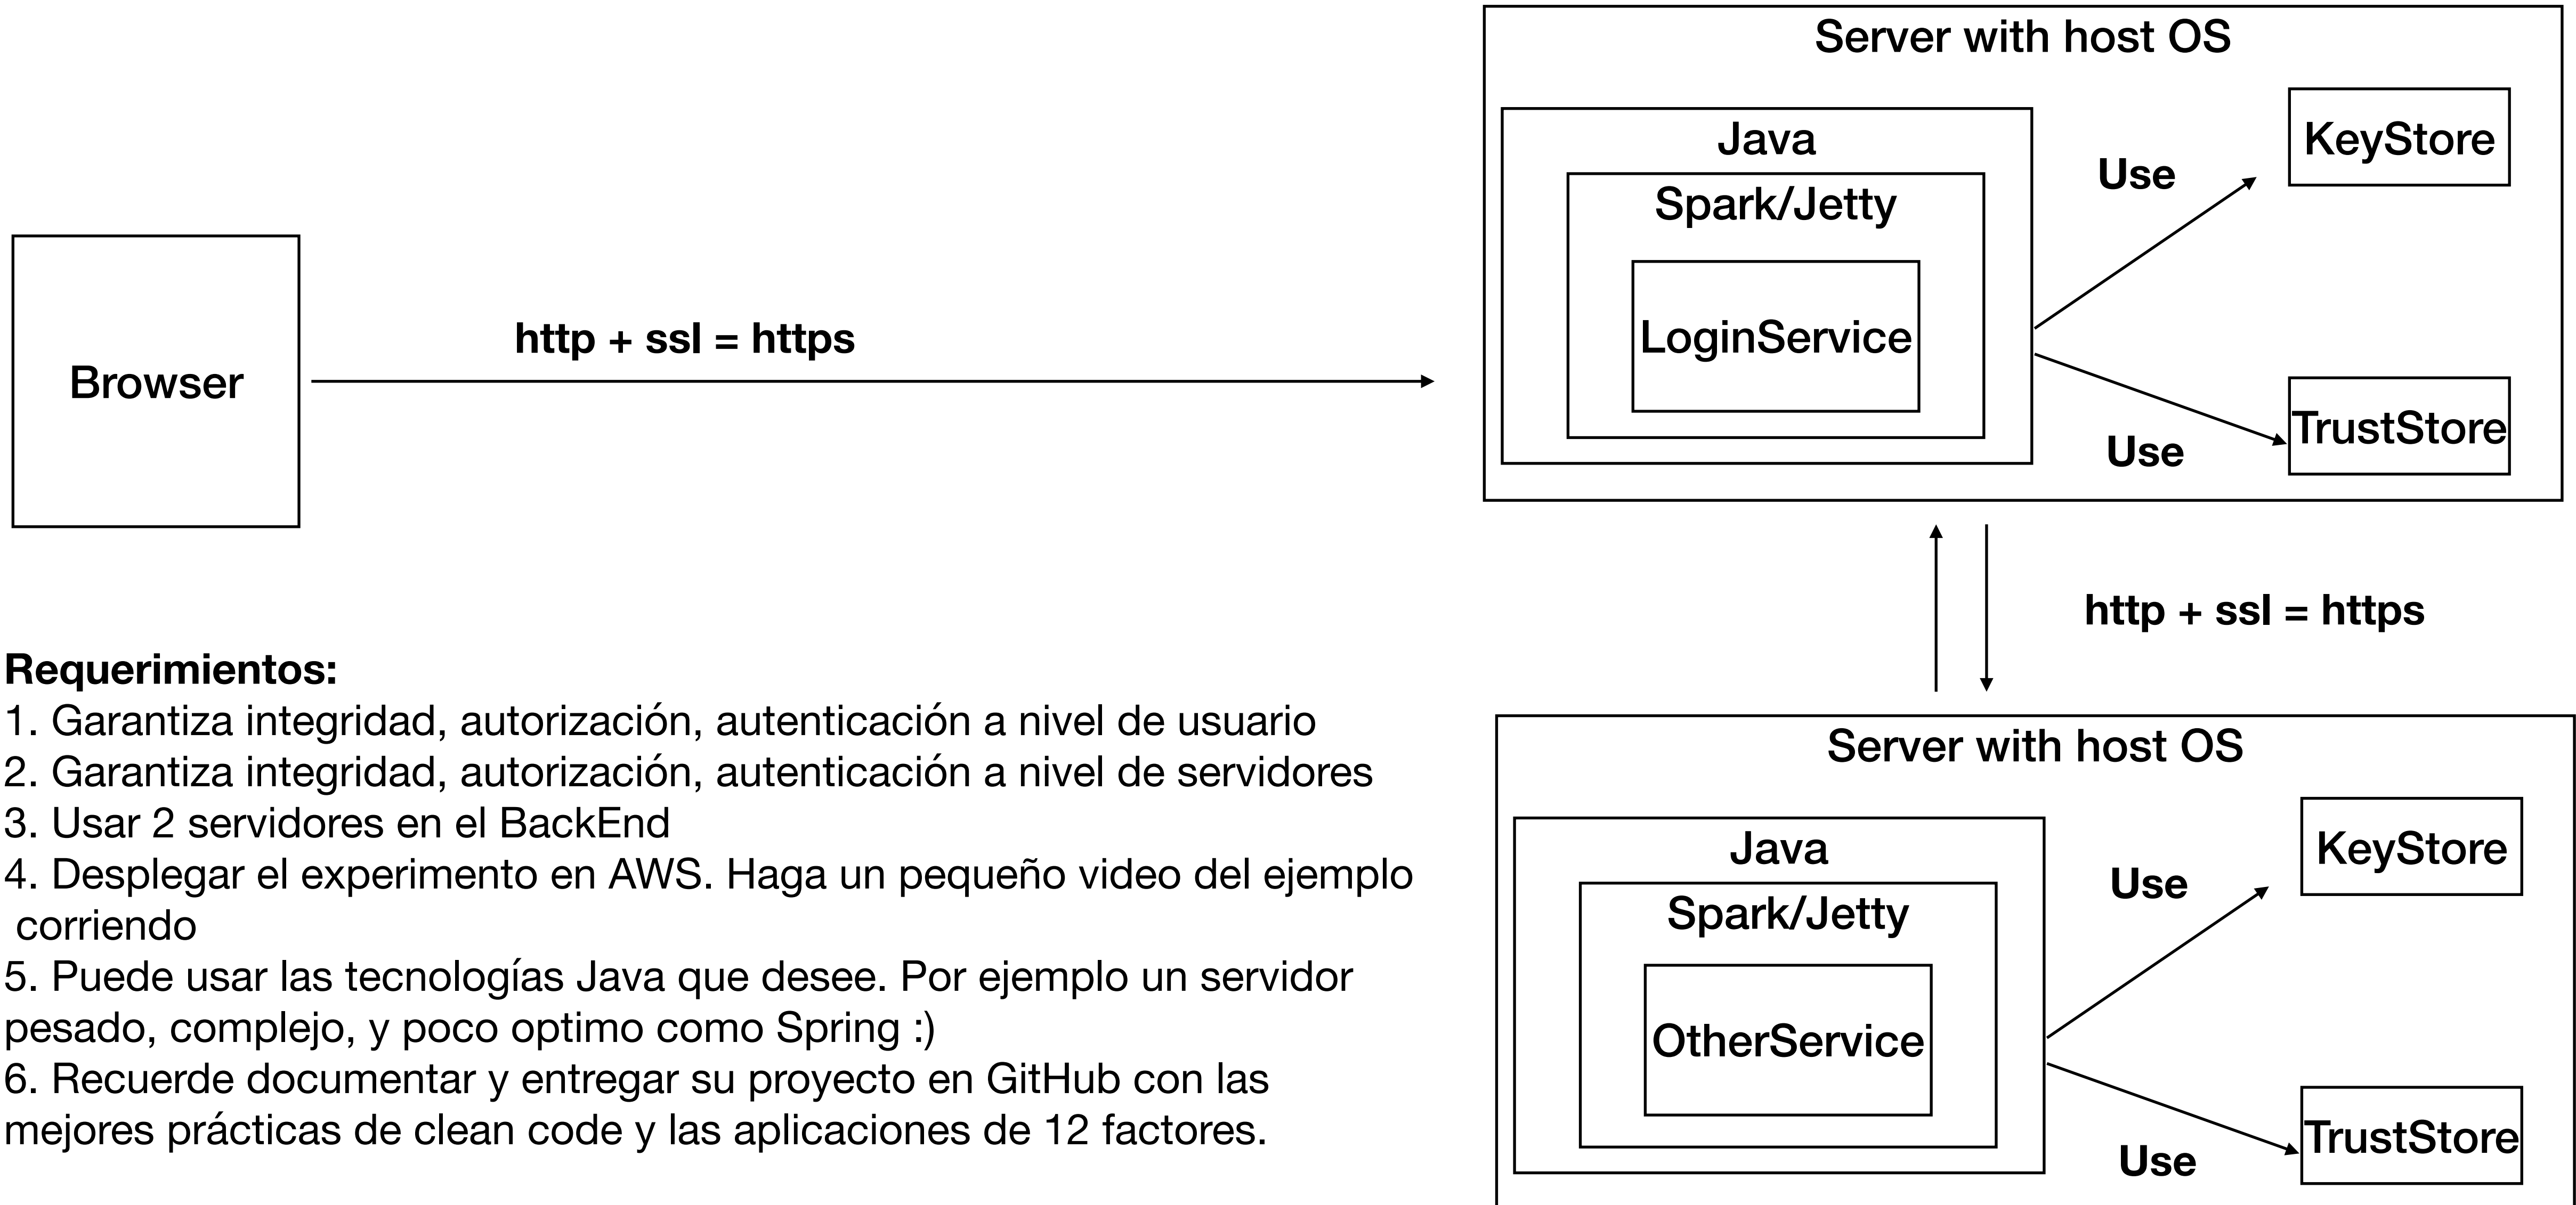 Server with host OS
Java
KeyStore
Use
Spark/Jetty
LoginService
Browser
http + ssl = https
TrustStore
Use
http + ssl = https
Requerimientos:
1. Garantiza integridad, autorización, autenticación a nivel de usuario
2. Garantiza integridad, autorización, autenticación a nivel de servidores
3. Usar 2 servidores en el BackEnd
4. Desplegar el experimento en AWS. Haga un pequeño video del ejemplo
corriendo
5. Puede usar las tecnologías Java que desee. Por ejemplo un servidor
pesado, complejo, y poco optimo como Spring :)
6. Recuerde documentar y entregar su proyecto en GitHub con las
mejores prácticas de clean code y las aplicaciones de 12 factores.
Server with host OS
Java
KeyStore
Use
Spark/Jetty
OtherService
TrustStore
Use